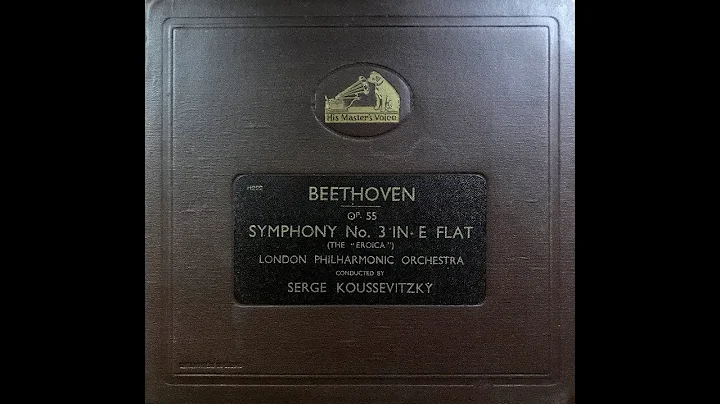 His Master's Voice
BEETHOVEN
OP. 55
SYMPHONY No. 3 IN E FLAT
(THE "EROICA")
LONDON PHILHARMONIC ORCHESTRA
CONDUCTED BY
SERGE KOUSSEVITZKY